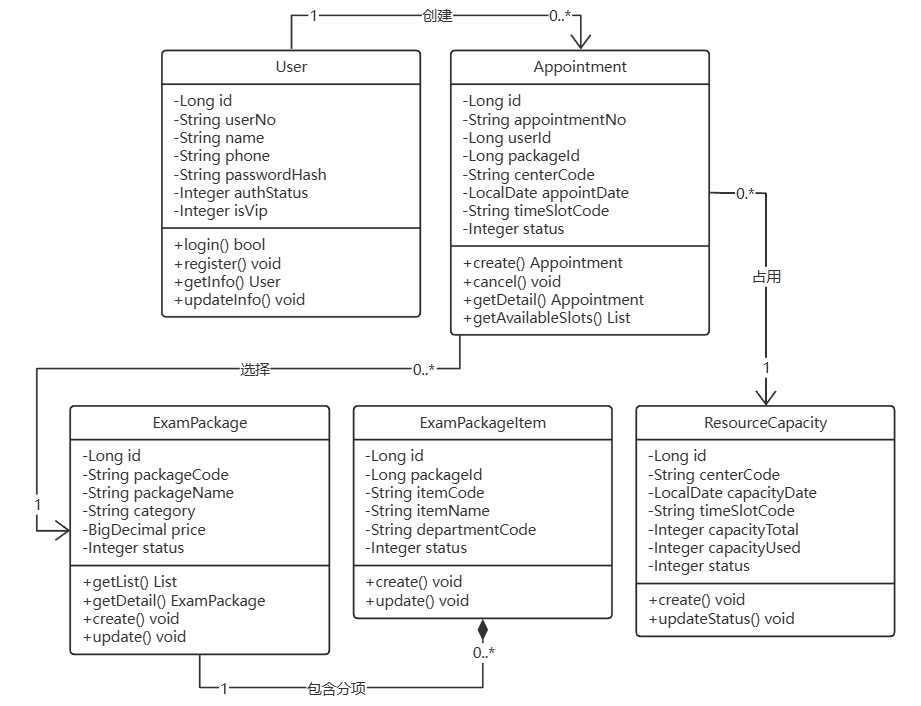 1 创建 0..*
User
-Long id
-String userNo
-String name
-String phone
-String passwordHash
-Integer authStatus
-Integer isVip
+login() bool
+register() void
+getInfo() User
+updateInfo() void
Appointment
-Long id
-String appointmentNo
-Long userId
-Long packageId
-String centerCode
-LocalDate appointDate
-String timeSlotCode
-Integer status
+create() Appointment
+cancel() void
+getDetail() Appointment
+getAvailableSlots() List
0..*
占用
1
选择 0..*
1
ExamPackage
-Long id
-String packageCode
-String packageName
-String category
-BigDecimal price
-Integer status
+getList() List
+getDetail() ExamPackage
+create() void
+update() void
ExamPackageItem
-Long id
-Long packageId
-String itemCode
-String itemName
-String departmentCode
-Integer status
+create() void
+update() void
ResourceCapacity
-Long id
-String centerCode
-LocalDate capacityDate
-String timeSlotCode
-Integer capacityTotal
-Integer capacityUsed
-Integer status
+create() void
+updateStatus() void
0..*
1 包含分项